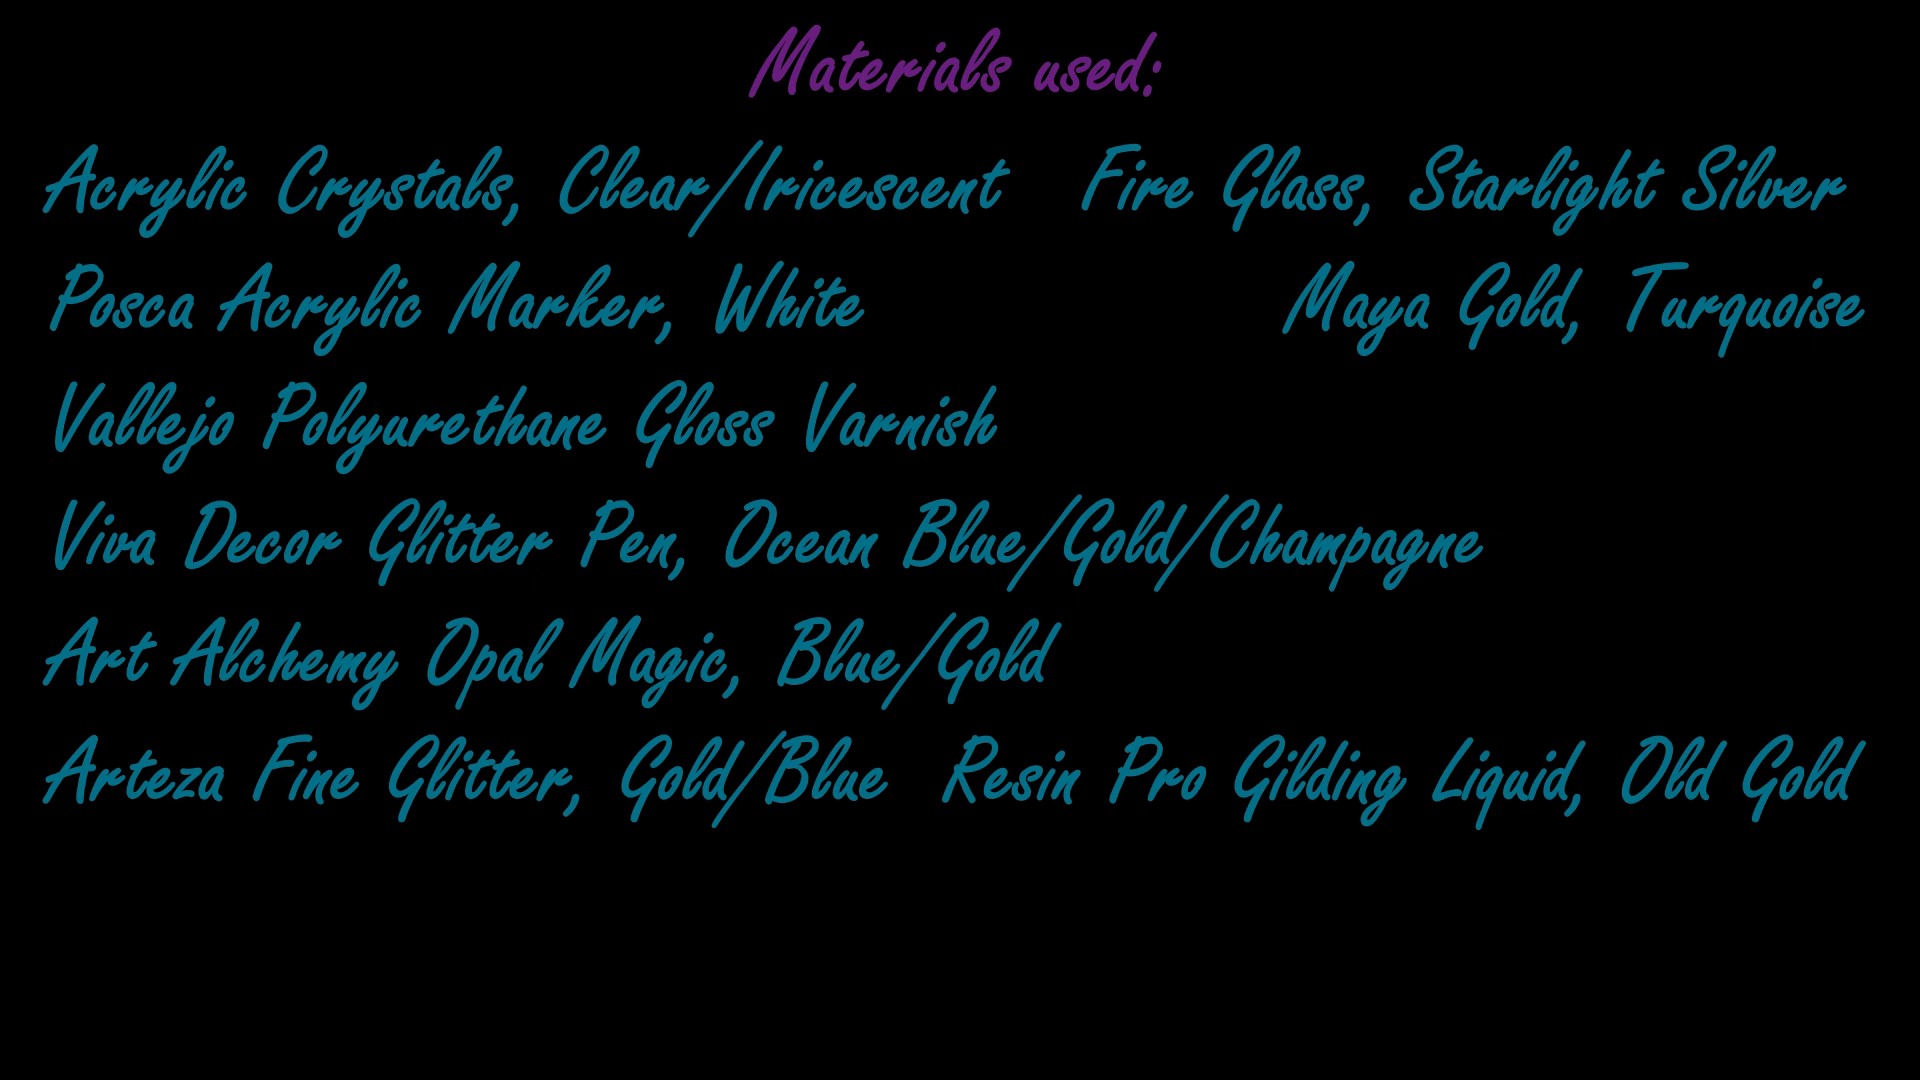 Materials used:
Acrylic Crystals, Clear/Iricescent Fire Glass, Starlight Silver
Posca Acrylic Marker, White Maya Gold, Turquoise
Vallejo Polyurethane Gloss Varnish
Viva Decor Glitter Pen, Ocean Blue/Gold/Champagne
Art Alchemy Opal Magic, Blue/Gold
Arteza Fine Glitter, Gold/Blue Resin Pro Gilding Liquid, Old Gold